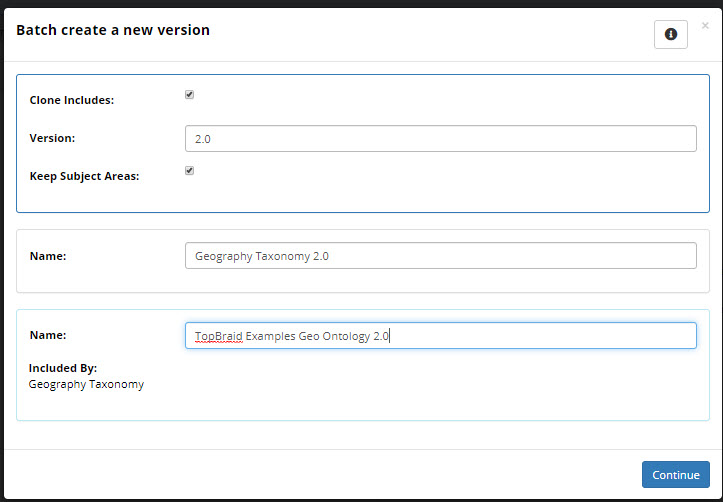 Batch create a new version
×
Clone Includes:
Version: 2.0
Keep Subject Areas:
Name: Geography Taxonomy 2.0
Name: TopBraid Examples Geo Ontology 2.0
Included By:
Geography Taxonomy
Continue